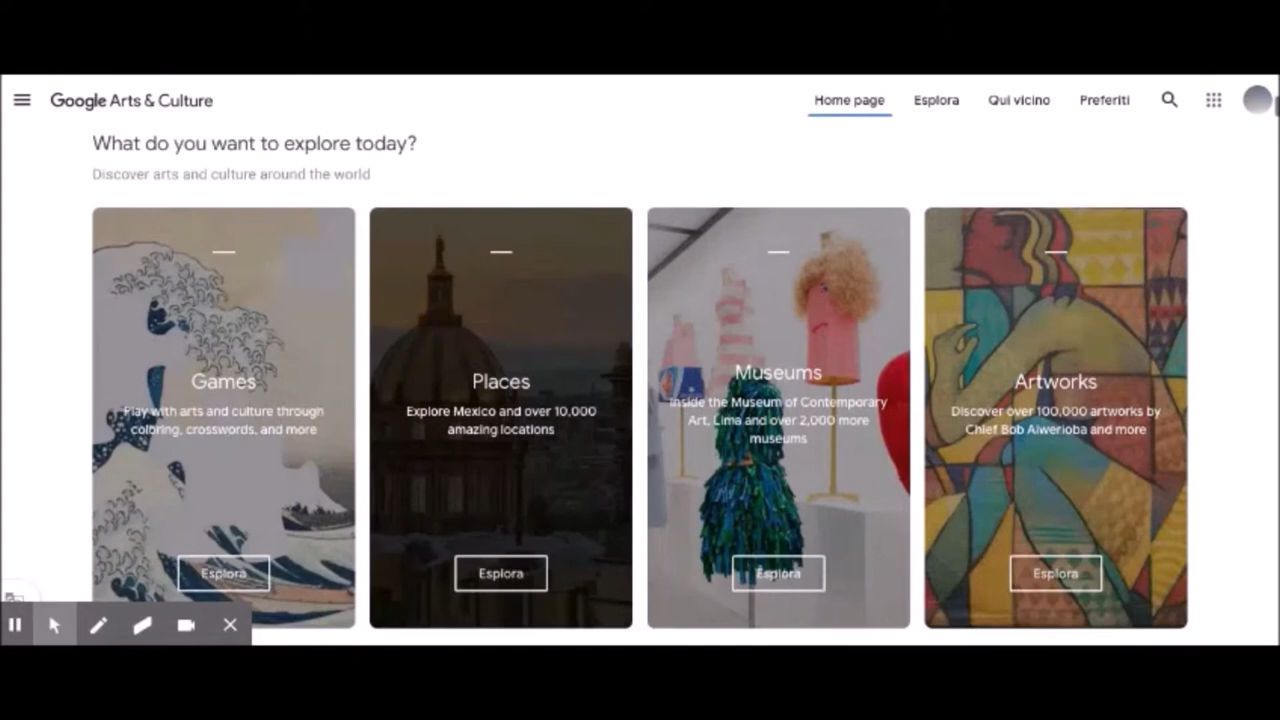 Google Arts & Culture
Home page
Esplora
Qui vicino
Preferiti
What do you want to explore today?
Discover arts and culture around the world
Games
Play with arts and culture through
coloring, crosswords, and more
Esplora
Places
Explore Mexico and over 10,000
amazing locations
Esplora
Museums
Inside the Museum of Contemporary
Art, Lima and over 2,000 more
museums
Esplora
Artworks
Discover over 100,000 artworks by
Chief Bob Aiwerioba and more
Esplora